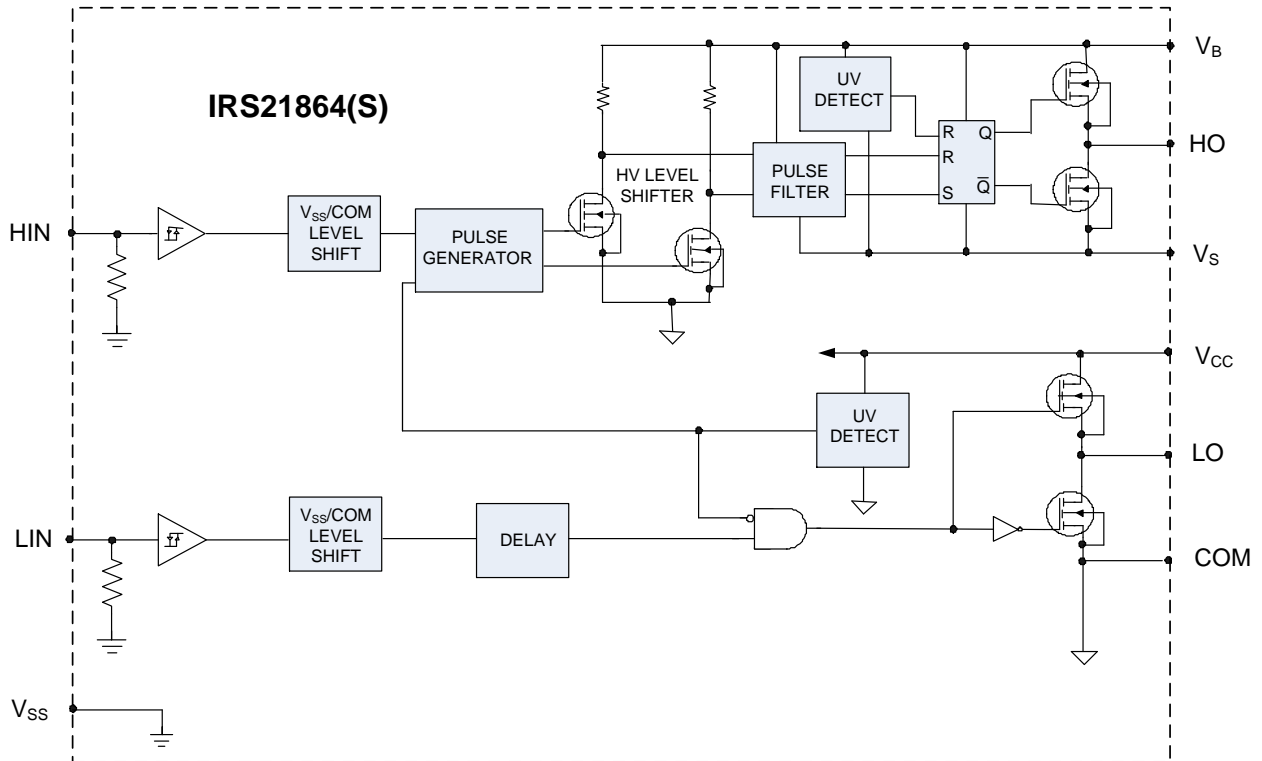 IRS21864(S)
VB
UV
DETECT
R
Q
HO
R
HV LEVEL
SHIFTER
PULSE
FILTER
S
Q̅
HIN
VSS/COM
LEVEL
SHIFT
PULSE
GENERATOR
VS
VCC
UV
DETECT
LO
LIN
VSS/COM
LEVEL
SHIFT
DELAY
COM
VSS